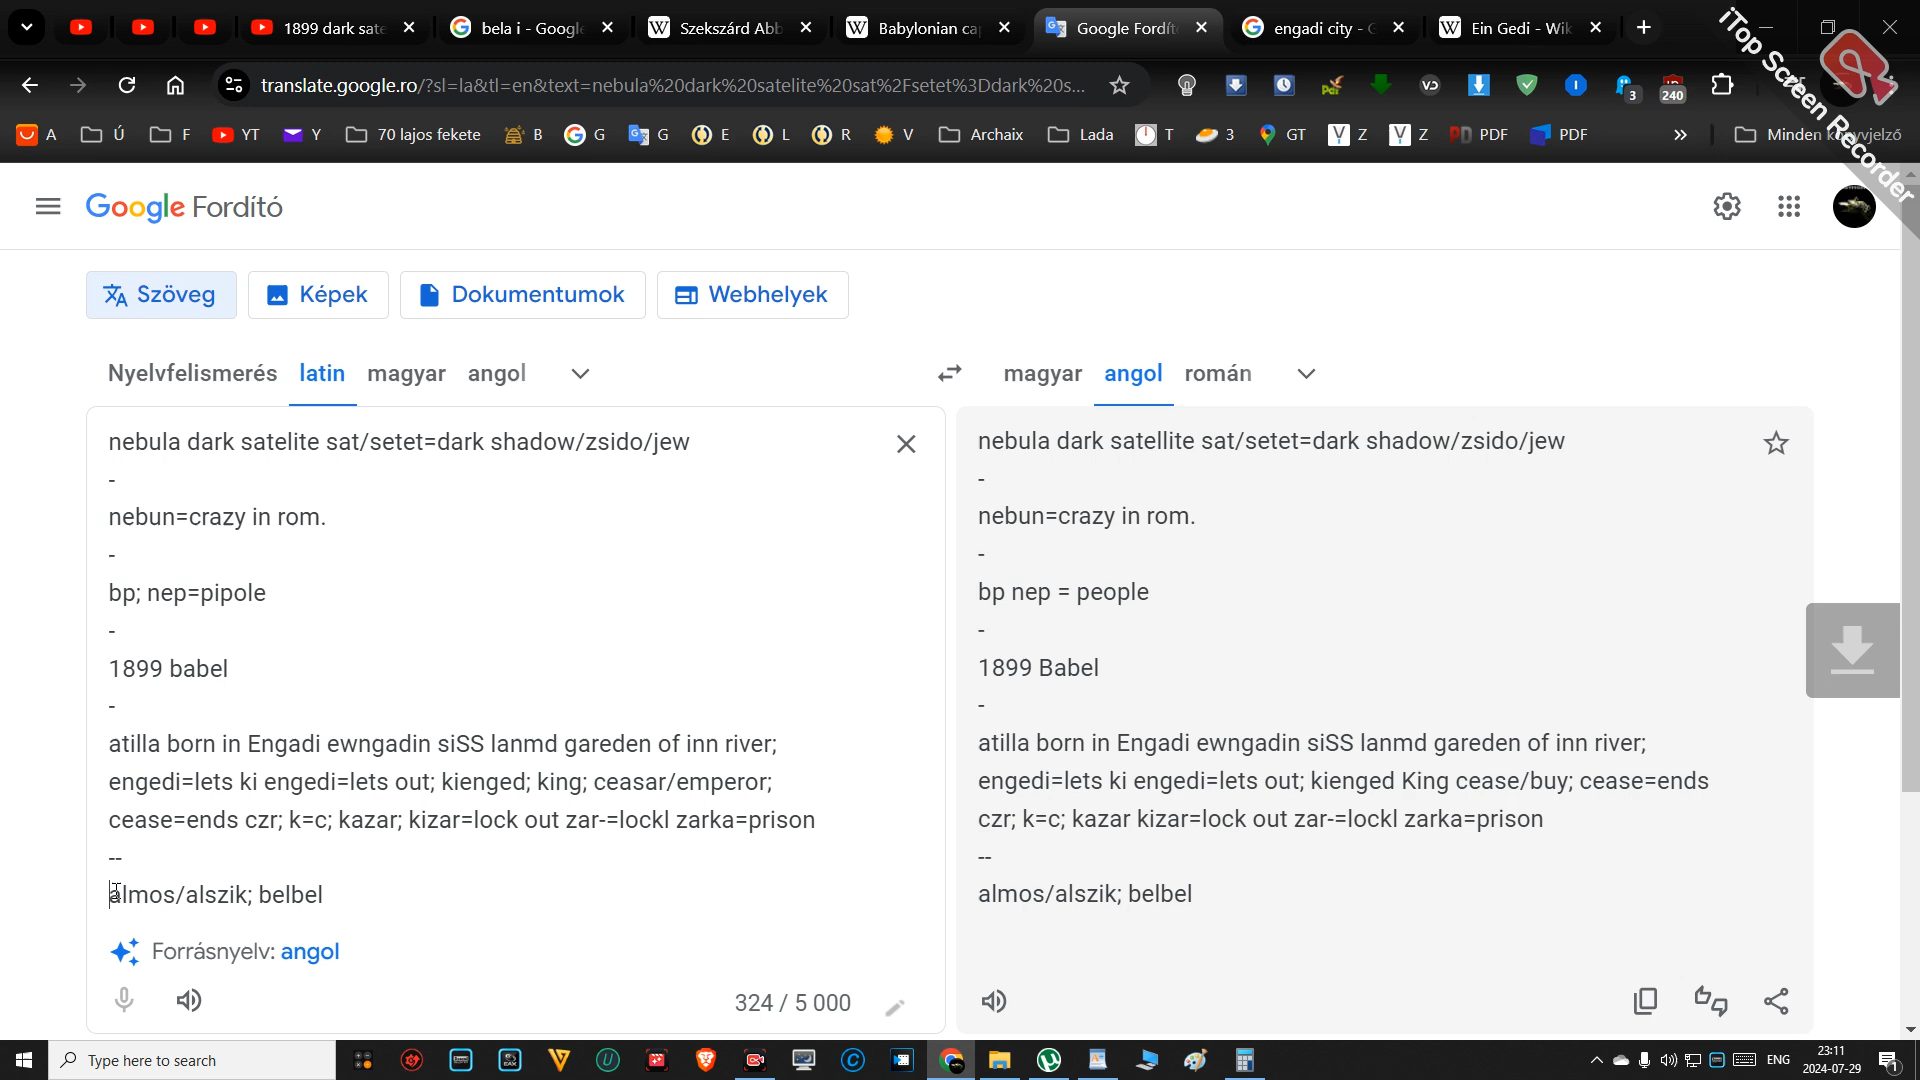 1899 dark sate
bela i - Google
Szekszárd Abb
Babylonian cap
Google Fordító
engadi city - G
Ein Gedi - Wik
iTop Screen Recorder
translate.google.ro/?sl=la&tl=en&text=nebula%20dark%20satelite%20sat%2Fsetet%3Ddark%20s...
3
240
A
Ú
F
YT
Y
70 lajos fekete
B
G
G
E
L
R
V
Archaix
Lada
T
3
GT
Z
Z
PDF
PDF
Minden könyvjelző
Google Fordító
Szöveg
Képek
Dokumentumok
Webhelyek
Nyelvfelismerés latin magyar angol
magyar angol román
nebula dark satelite sat/setet=dark shadow/zsido/jew
-
nebun=crazy in rom.
-
bp; nep=pipole
-
1899 babel
-
atilla born in Engadi ewngadin siSS lanmd gareden of inn river;
engedi=lets ki engedi=lets out; kienged; king; ceasar/emperor;
cease=ends czr; k=c; kazar; kizar=lock out zar-=lockl zarka=prison
--
almos/alszik; belbel
Forrásnyelv: angol
324 / 5 000
nebula dark satellite sat/setet=dark shadow/zsido/jew
-
nebun=crazy in rom.
-
bp nep = people
-
1899 Babel
-
atilla born in Engadi ewngadin siSS lanmd gareden of inn river;
engedi=lets ki engedi=lets out; kienged King cease/buy; cease=ends
czr; k=c; kazar kizar=lock out zar-=lockl zarka=prison
--
almos/alszik; belbel
Type here to search
ENG
23:11
2024-07-29
1